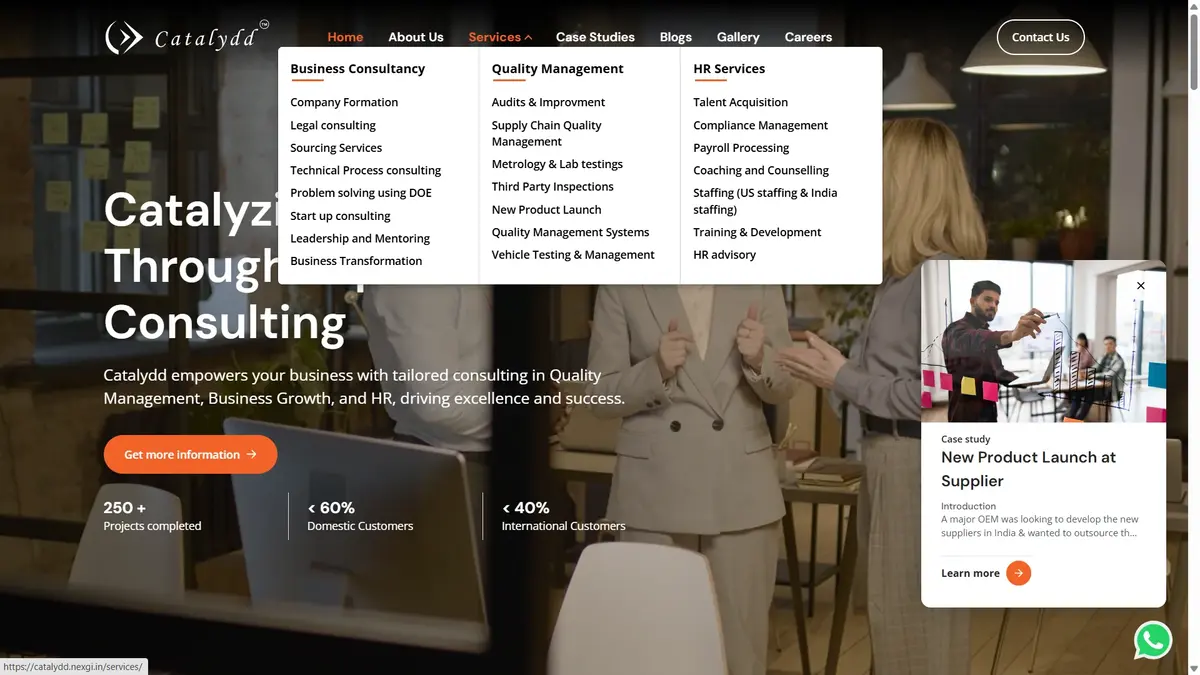 Catalydd™
Home
About Us
Services
Case Studies
Blogs
Gallery
Careers
Contact Us
Business Consultancy
Company Formation
Legal consulting
Sourcing Services
Technical Process consulting
Problem solving using DOE
Start up consulting
Leadership and Mentoring
Business Transformation
Quality Management
Audits & Improvment
Supply Chain Quality
Management
Metrology & Lab testings
Third Party Inspections
New Product Launch
Quality Management Systems
Vehicle Testing & Management
HR Services
Talent Acquisition
Compliance Management
Payroll Processing
Coaching and Counselling
Staffing (US staffing & India
staffing)
Training & Development
HR advisory
Through
Consulting
Catalydd empowers your business with tailored consulting in Quality
Management, Business Growth, and HR, driving excellence and success.
Get more information →
250 +
Projects completed
< 60%
Domestic Customers
< 40%
International Customers
Case study
New Product Launch at
Supplier
Introduction
A major OEM was looking to develop the new
suppliers in India & wanted to outsource th...
Learn more
https://catalydd.nexgi.in/services/